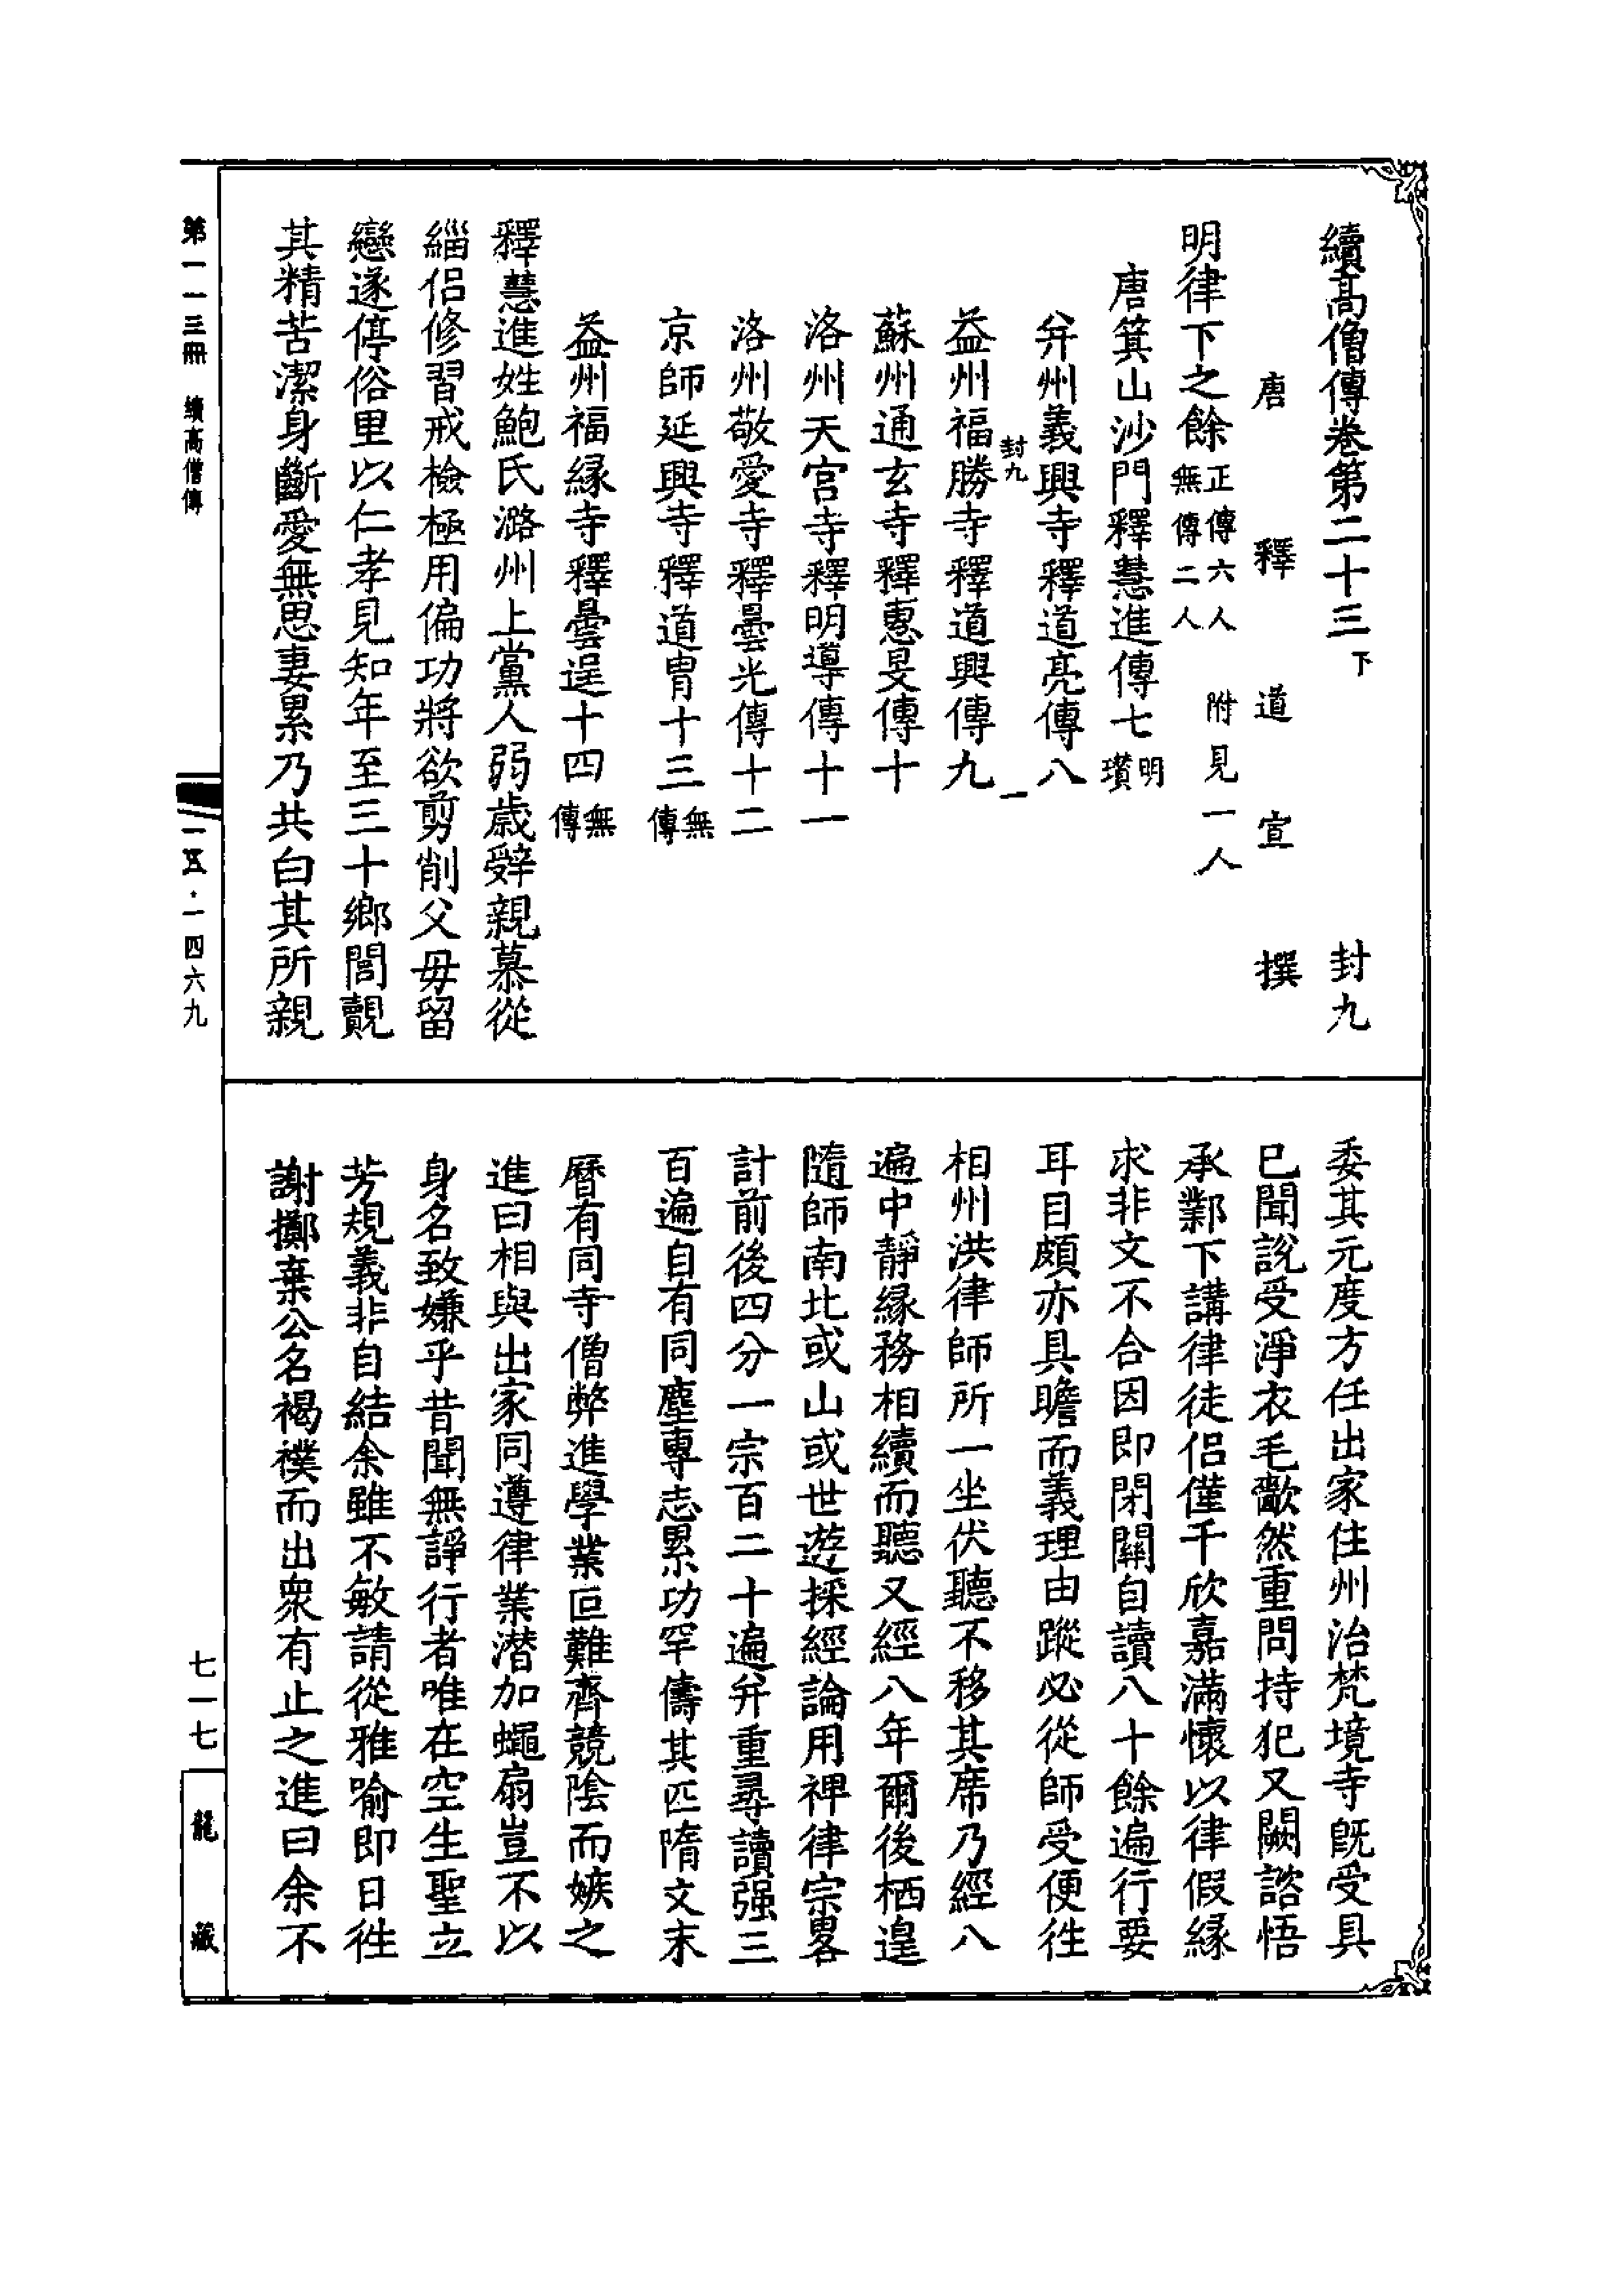 續高僧傳卷第二十三下 封九
唐釋道宣撰
明律下之餘 正傳六人 附見一人
無傳二人
唐箕山沙門釋慧進傳七 明瓚
弁州義興寺釋道亮傳八
封九 一
益州福勝寺釋道興傳九
蘇州通玄寺釋惠旻傳十
洛州天宫寺釋明導傳十一
洛州敬愛寺釋曇光傳十二
京師延興寺釋道胄十三 無傳
益州福縁寺釋曇逞十四 無傳
釋慧進姓鮑氏潞州上黨人弱歳辤親慕從
緇侣修習戒檢極用偏功將欲剪削父毋留
戀遂停俗里以仁孝見知年至三十鄉閭覿
其精苦潔身斷愛無思妻累乃共白其所親
委其元度方任出家住州治梵境寺旣受具
已聞説受淨衣毛歠然重問持犯又闕諮悟
承鄴下講律徒侣僅千欣嘉滿懷以律假縁
求非文不合因即閉關自讀八十餘遍行要
耳目頗亦具瞻而義理由蹤必從師受便徃
相州洪律師所一坐伏聽不移其席乃經八
遍中靜縁務相續而聽又經八年爾後栖遑
隨師南北或山或世遊採經論用裨律宗畧
計前後四分一宗百二十遍弁重尋讀强三
百遍自有同塵專志累功罕儔其匹隋文末
曆有同寺僧弊進學業叵難齊競陰而嫉之
進曰相與出家同遵律業潜加蠅扇豈不以
身名致嫌乎昔聞無諍行者唯在空生聖立
芳規義非自結余雖不敏請從雅喻即日徃
謝擲棄公名褐襆而出衆有止之進曰余不
第一一三冊 續高僧傳
一五·一四六九
七一七
龍藏